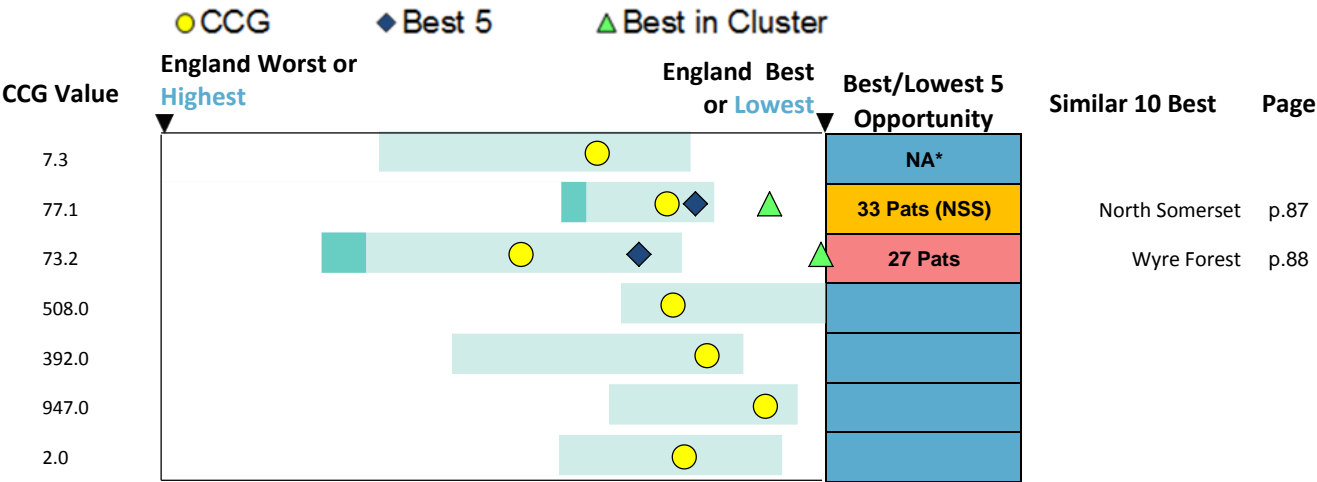 CCG Best 5 Best in Cluster
CCG Value
England Worst or
Highest
England Best
or Lowest
Best/Lowest 5
Opportunity
Similar 10 Best
Page
7.3 NA*
77.1 33 Pats (NSS) North Somerset p.87
73.2 27 Pats Wyre Forest p.88
508.0
392.0
947.0
2.0